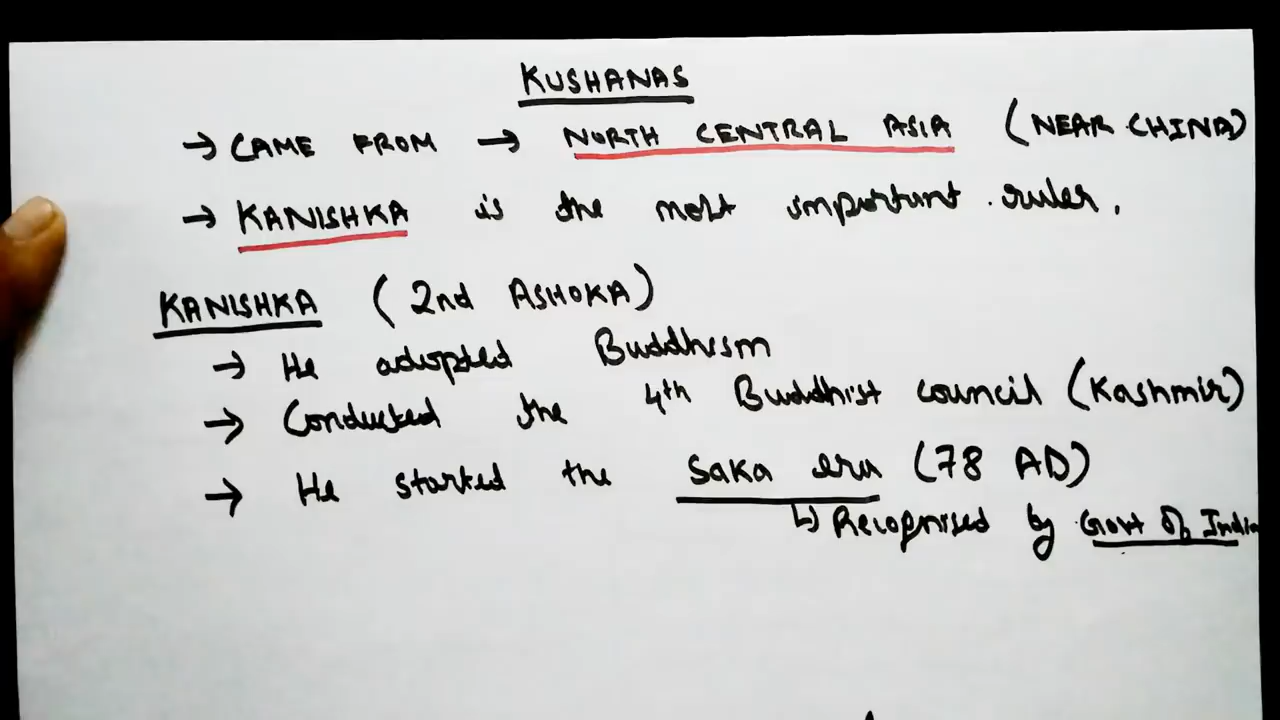 KUSHANAS
→ CAME FROM → NORTH CENTRAL ASIA (NEAR CHINA)
→ KANISHKA is the most important ruler.
KANISHKA (2nd ASHOKA)
→ He adopted Buddhism
→ Conducted the 4th Buddhist council (Kashmir)
→ He started the Saka era (78 AD)
↳ Recognised by Govt Of India